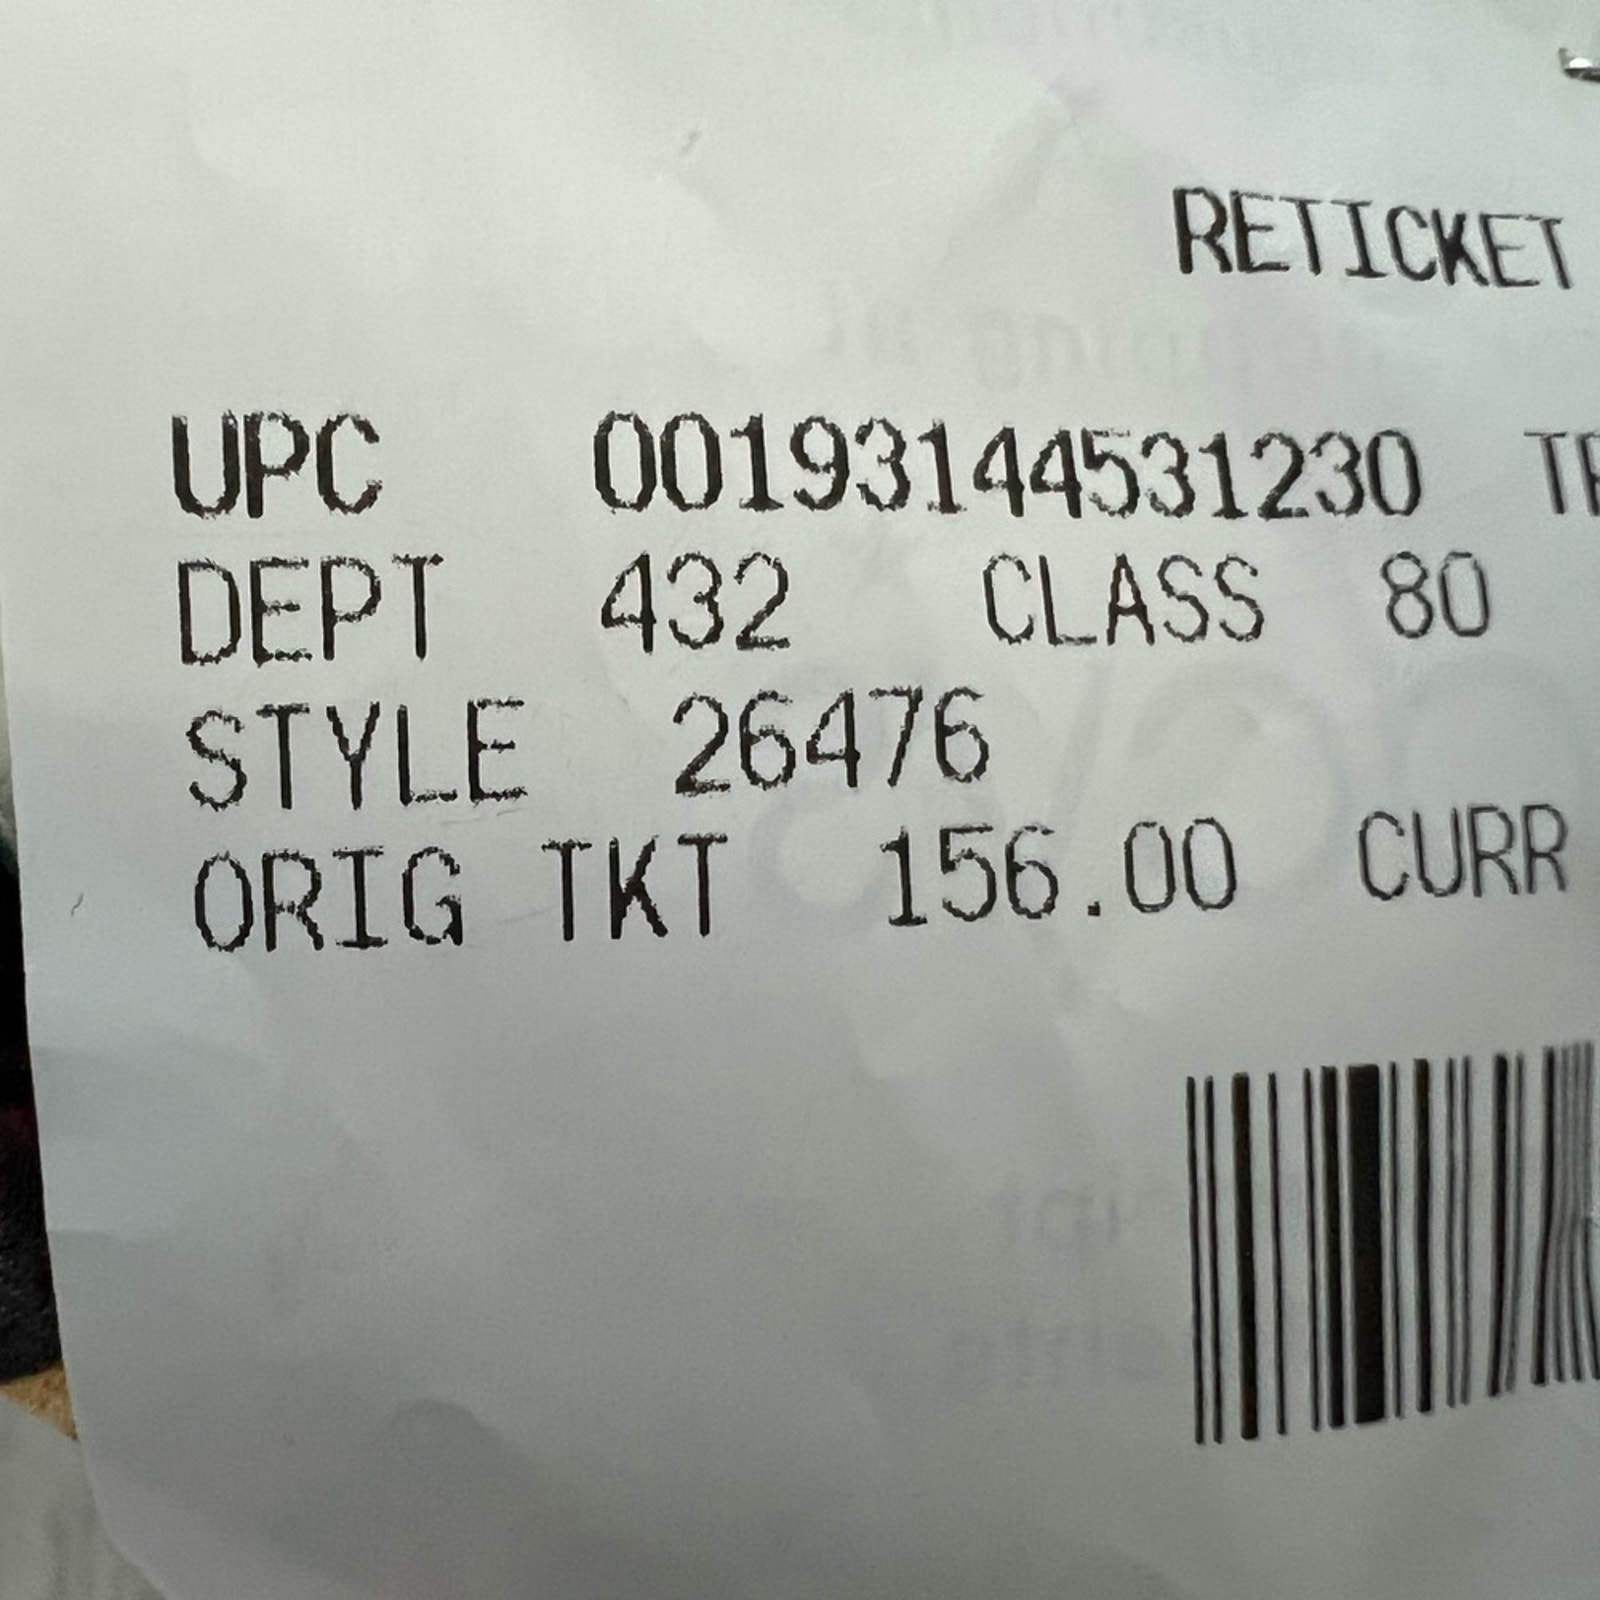 RETICKET
UPC 00193144531230
DEPT 432 CLASS 80
STYLE 26476
ORIG TKT 156.00 CURR